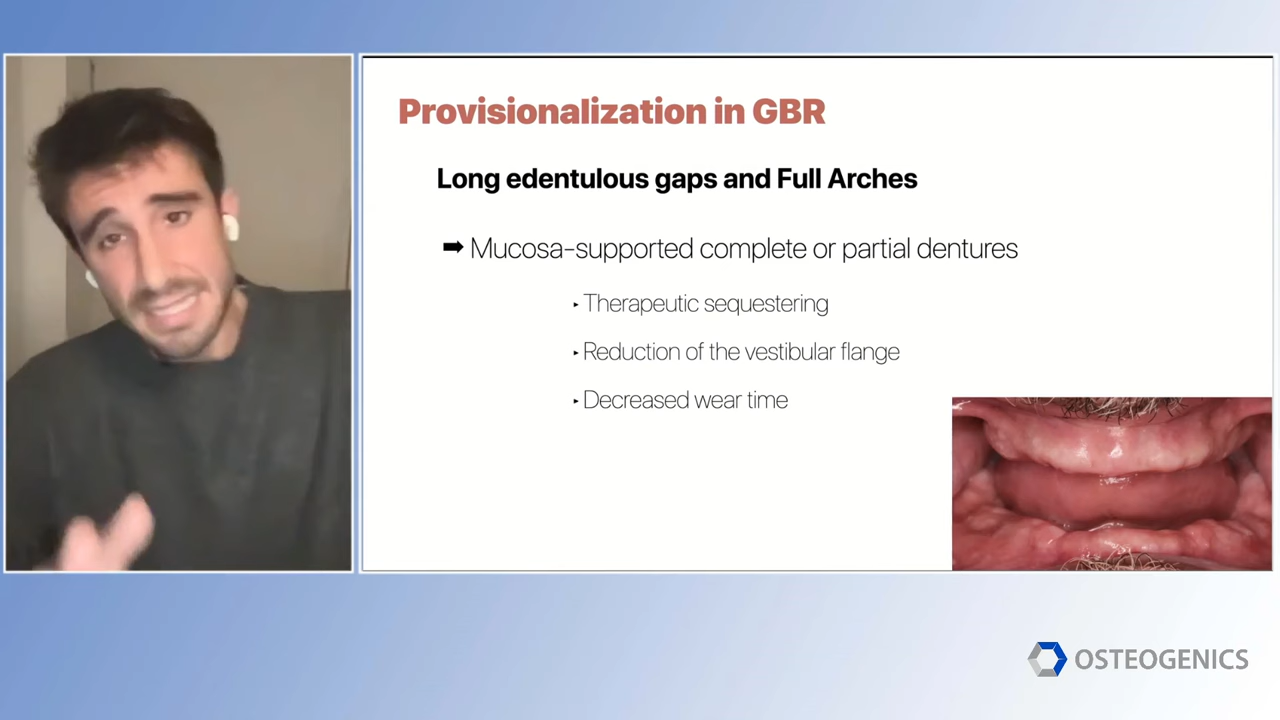 Provisionalization in GBR
Long edentulous gaps and Full Arches
➡ Mucosa-supported complete or partial dentures
‣ Therapeutic sequestering
‣ Reduction of the vestibular flange
‣ Decreased wear time
OSTEOGENICS